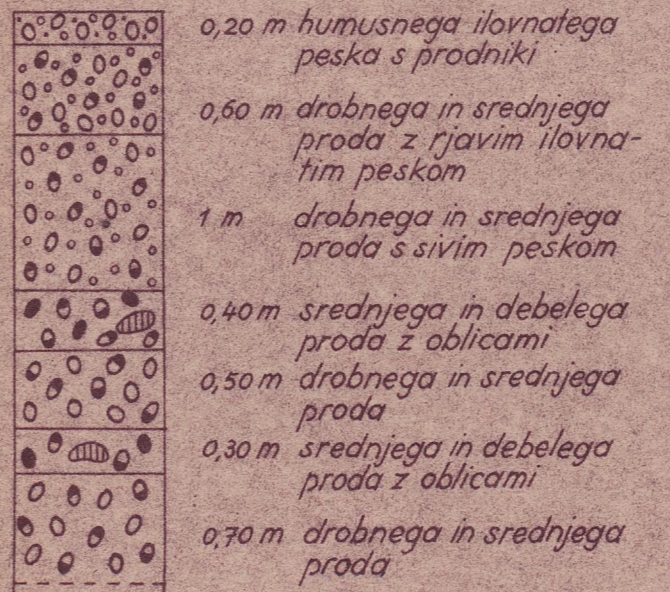 0,20 m humusnega ilovnatega
peska s prodniki
0,60 m drobnega in srednjega
proda z rjavim ilovna-
tim peskom
1 m drobnega in srednjega
proda s sivim peskom
0,40 m srednjega in debelega
proda z oblicami
0,50 m drobnega in srednjega
proda
0,30 m srednjega in debelega
proda z oblicami
0,70 m drobnega in srednjega
proda